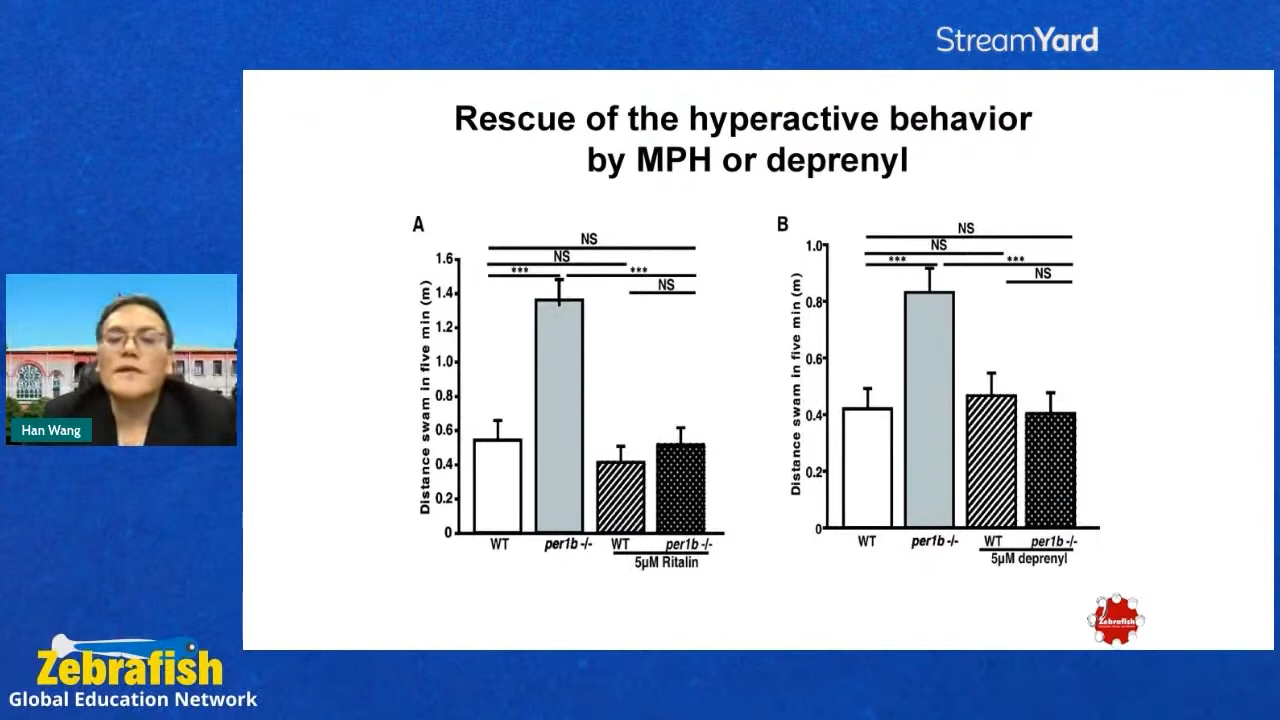 StreamYard
Rescue of the hyperactive behavior
by MPH or deprenyl
A
NS
NS
***
***
NS
1.6
1.4
1.2
1.0
0.8
0.6
0.4
0.2
0
Distance swam in five min (m)
WT
per1b -/-
WT
per1b -/-
5µM Ritalin
B
NS
NS
***
***
NS
1.0
0.8
0.6
0.4
0.2
0
Distance swam in five min (m)
WT
per1b -/-
WT
per1b -/-
5µM deprenyl
Han Wang
Zebrafish
Zebrafish
Global Education Network